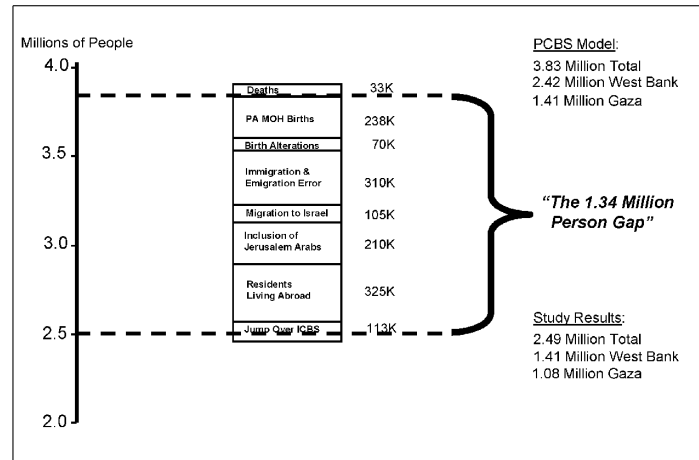 Millions of People
4.0
3.5
3.0
2.5
2.0
Deaths 33K
PA MOH Births 238K
Birth Alterations 70K
Immigration &
Emigration Error 310K
Migration to Israel 105K
Inclusion of
Jerusalem Arabs 210K
Residents
Living Abroad 325K
Jump Over ICBS 113K
PCBS Model:
3.83 Million Total
2.42 Million West Bank
1.41 Million Gaza
“The 1.34 Million
Person Gap”
Study Results:
2.49 Million Total
1.41 Million West Bank
1.08 Million Gaza